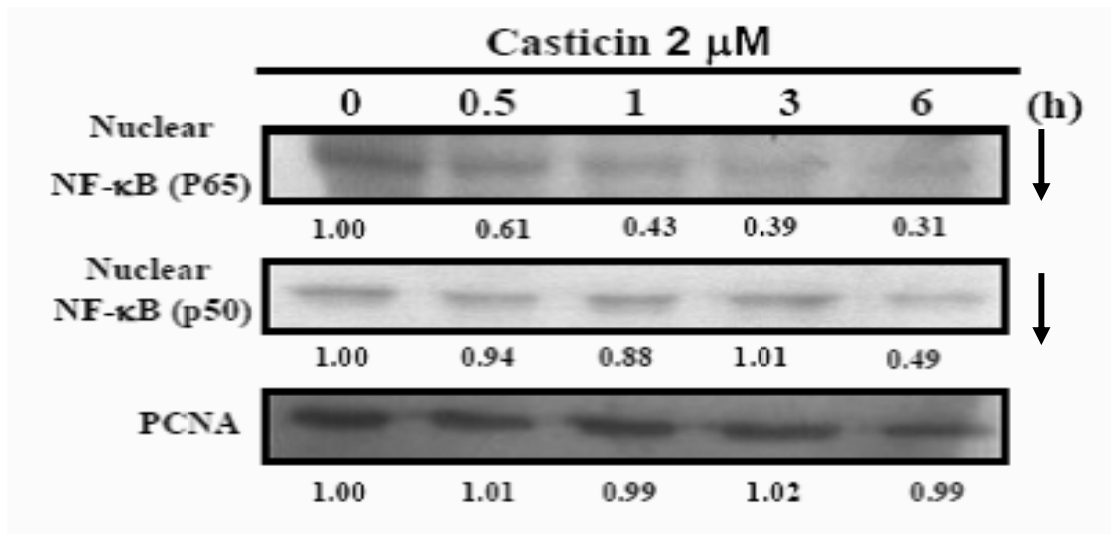 Casticin 2 μM
0 0.5 1 3 6 (h)
Nuclear
NF-κB (P65)
1.00 0.61 0.43 0.39 0.31
Nuclear
NF-κB (p50)
1.00 0.94 0.88 1.01 0.49
PCNA
1.00 1.01 0.99 1.02 0.99